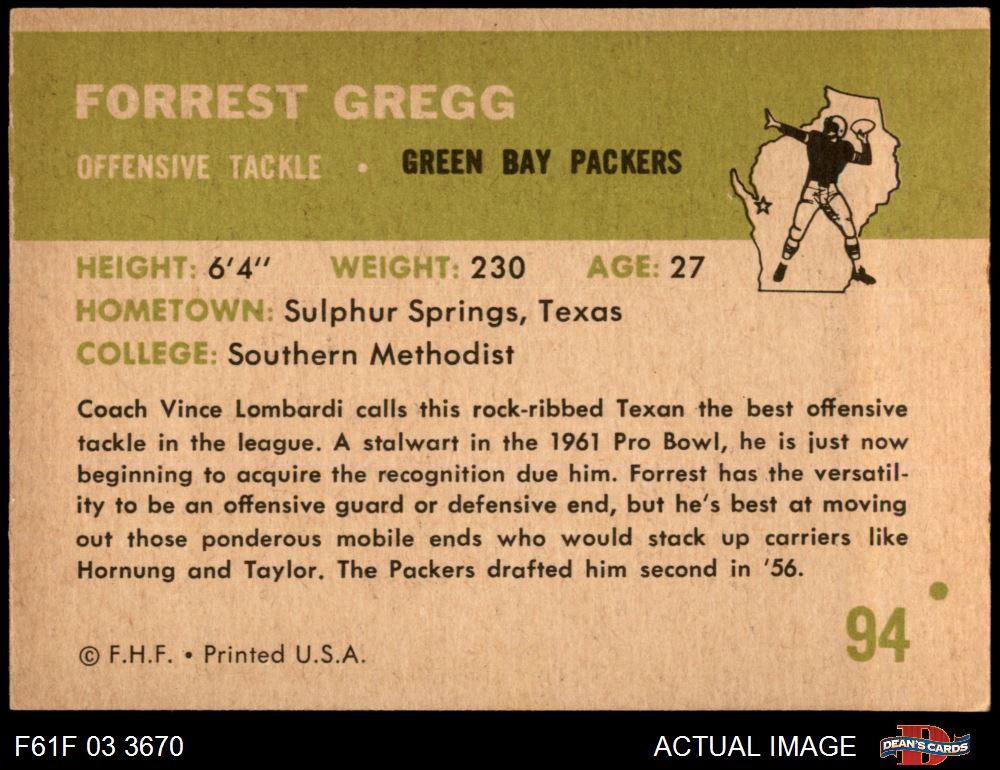 FORREST GREGG
OFFENSIVE TACKLE • GREEN BAY PACKERS
HEIGHT: 6'4" WEIGHT: 230 AGE: 27
HOMETOWN: Sulphur Springs, Texas
COLLEGE: Southern Methodist
Coach Vince Lombardi calls this rock-ribbed Texan the best offensive
tackle in the league. A stalwart in the 1961 Pro Bowl, he is just now
beginning to acquire the recognition due him. Forrest has the versatil-
ity to be an offensive guard or defensive end, but he's best at moving
out those ponderous mobile ends who would stack up carriers like
Hornung and Taylor. The Packers drafted him second in '56.
94
© F.H.F. • Printed U.S.A.
F61F 03 3670
ACTUAL IMAGE
D
DEAN'S CARDS